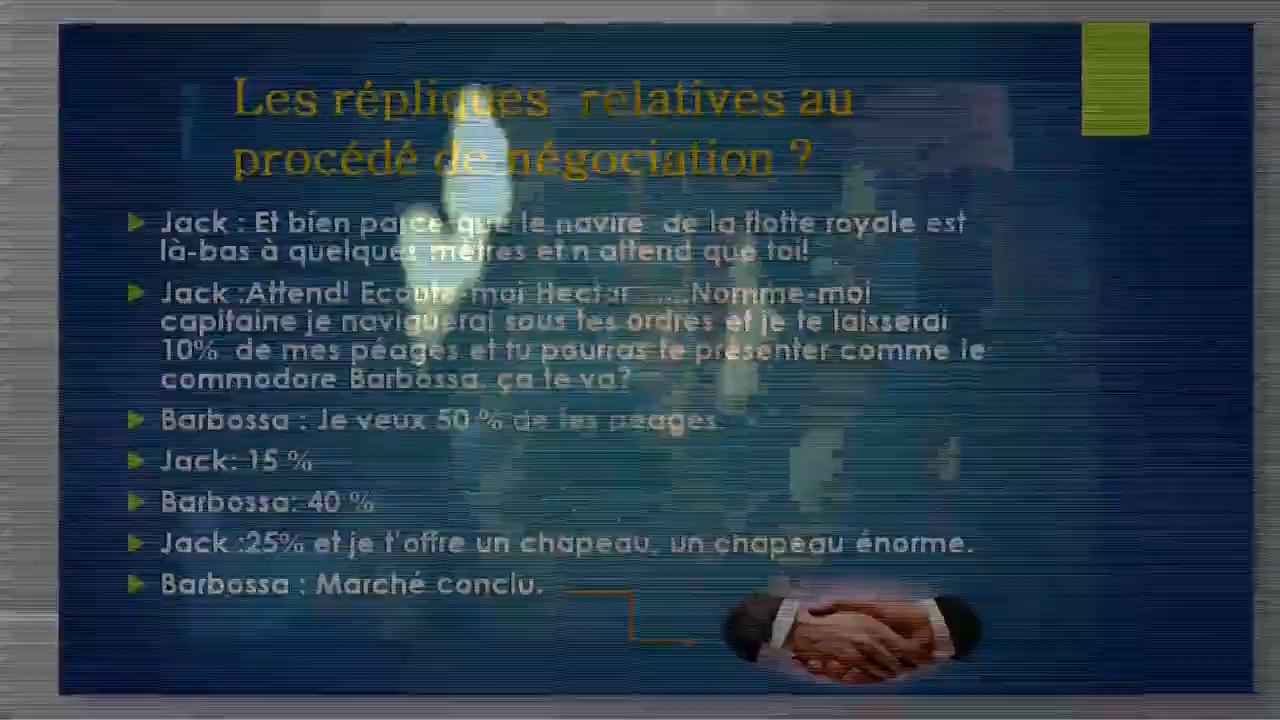 Les répliques relatives au
procédé de négociation ?
Jack : Et bien parce-que le navire de la flotte royale est
là-bas à quelques mètres et n attend que toi!
Jack :Attend! Ecoute-moi Hector .....Nomme-moi
capitaine je naviguerai sous tes ordres et je te laisserai
10% de mes péages et tu pourras te présenter comme le
commodore Barbossa, ça te va?
Barbossa : Je veux 50 % de tes péages.
Jack: 15 %
Barbossa: 40 %
Jack :25% et je t'offre un chapeau, un chapeau énorme.
Barbossa : Marché conclu.